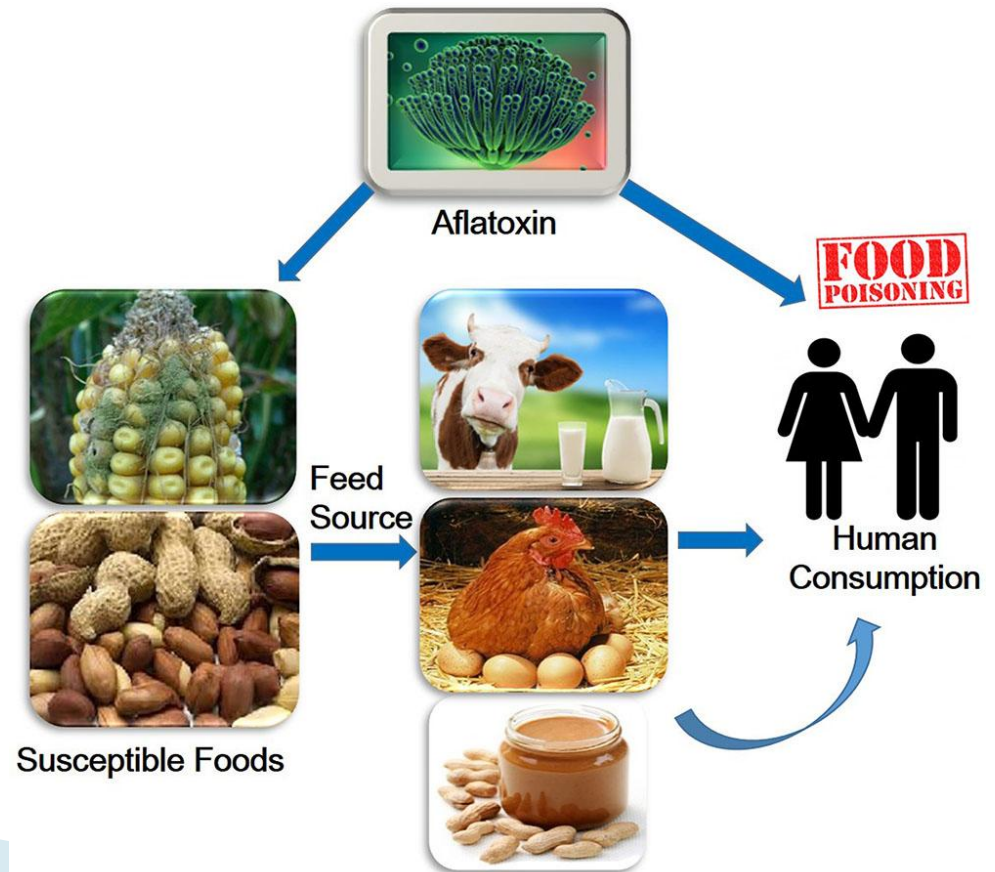 Aflatoxin
FOOD
POISONING
Feed
Source
Human
Consumption
Susceptible Foods